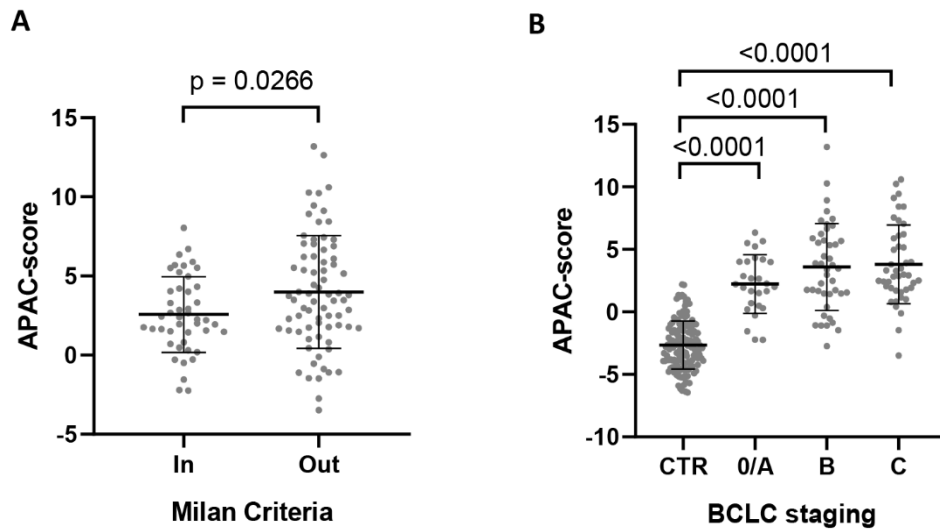 A
p = 0.0266
15
10
5
0
-5
APAC-score
In
Out
Milan Criteria
B
<0.0001
<0.0001
<0.0001
15
10
5
0
-5
-10
APAC-score
CTR
0/A
B
C
BCLC staging